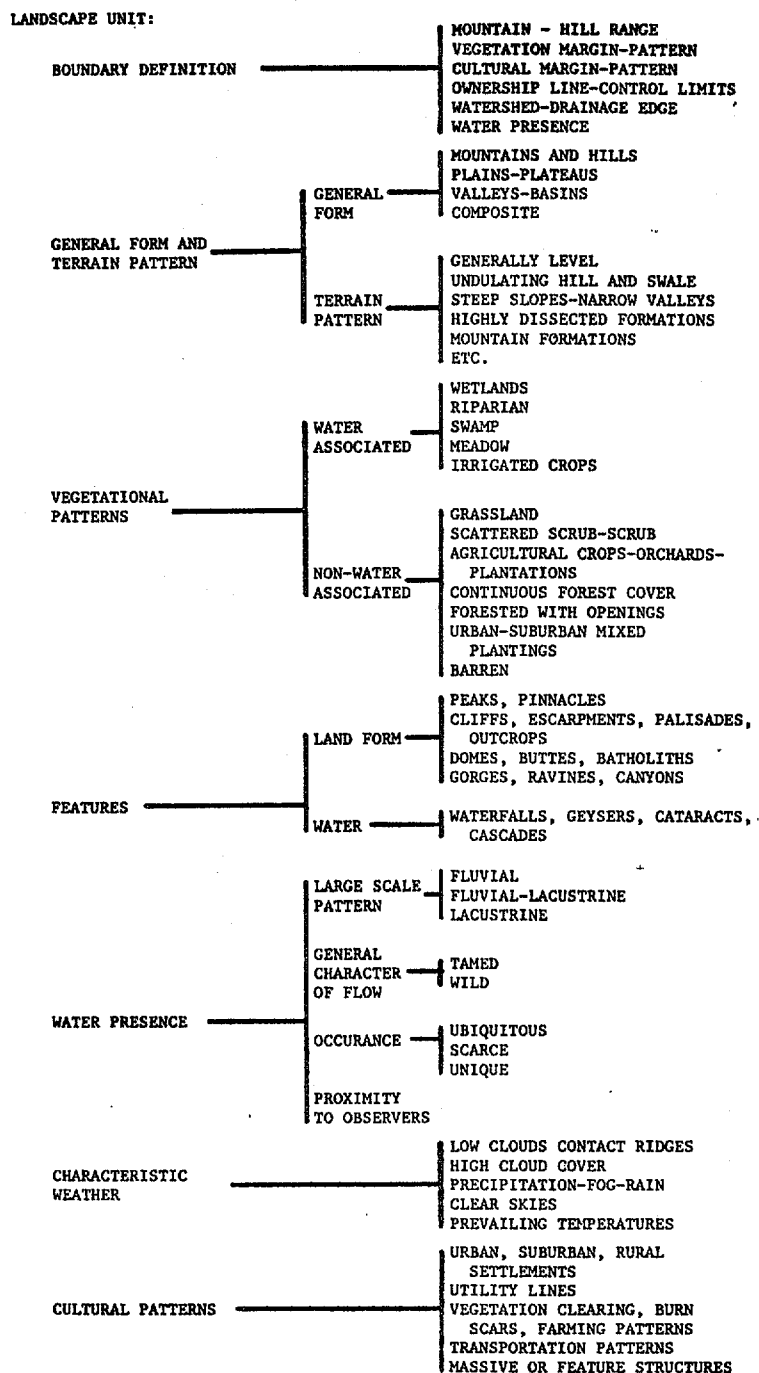 LANDSCAPE UNIT:
BOUNDARY DEFINITION
MOUNTAIN - HILL RANGE
VEGETATION MARGIN-PATTERN
CULTURAL MARGIN-PATTERN
OWNERSHIP LINE-CONTROL LIMITS
WATERSHED-DRAINAGE EDGE
WATER PRESENCE
GENERAL FORM AND
TERRAIN PATTERN
GENERAL
FORM
MOUNTAINS AND HILLS
PLAINS-PLATEAUS
VALLEYS-BASINS
COMPOSITE
TERRAIN
PATTERN
GENERALLY LEVEL
UNDULATING HILL AND SWALE
STEEP SLOPES-NARROW VALLEYS
HIGHLY DISSECTED FORMATIONS
MOUNTAIN FORMATIONS
ETC.
VEGETATIONAL
PATTERNS
WATER
ASSOCIATED
WETLANDS
RIPARIAN
SWAMP
MEADOW
IRRIGATED CROPS
NON-WATER
ASSOCIATED
GRASSLAND
SCATTERED SCRUB-SCRUB
AGRICULTURAL CROPS-ORCHARDS-
PLANTATIONS
CONTINUOUS FOREST COVER
FORESTED WITH OPENINGS
URBAN-SUBURBAN MIXED
PLANTINGS
BARREN
FEATURES
LAND FORM
PEAKS, PINNACLES
CLIFFS, ESCARPMENTS, PALISADES,
OUTCROPS
DOMES, BUTTES, BATHOLITHS
GORGES, RAVINES, CANYONS
WATER
WATERFALLS, GEYSERS, CATARACTS,
CASCADES
WATER PRESENCE
LARGE SCALE
PATTERN
FLUVIAL
FLUVIAL-LACUSTRINE
LACUSTRINE
GENERAL
CHARACTER
OF FLOW
TAMED
WILD
OCCURANCE
UBIQUITOUS
SCARCE
UNIQUE
PROXIMITY
TO OBSERVERS
CHARACTERISTIC
WEATHER
LOW CLOUDS CONTACT RIDGES
HIGH CLOUD COVER
PRECIPITATION-FOG-RAIN
CLEAR SKIES
PREVAILING TEMPERATURES
CULTURAL PATTERNS
URBAN, SUBURBAN, RURAL
SETTLEMENTS
UTILITY LINES
VEGETATION CLEARING, BURN
SCARS, FARMING PATTERNS
TRANSPORTATION PATTERNS
MASSIVE OR FEATURE STRUCTURES